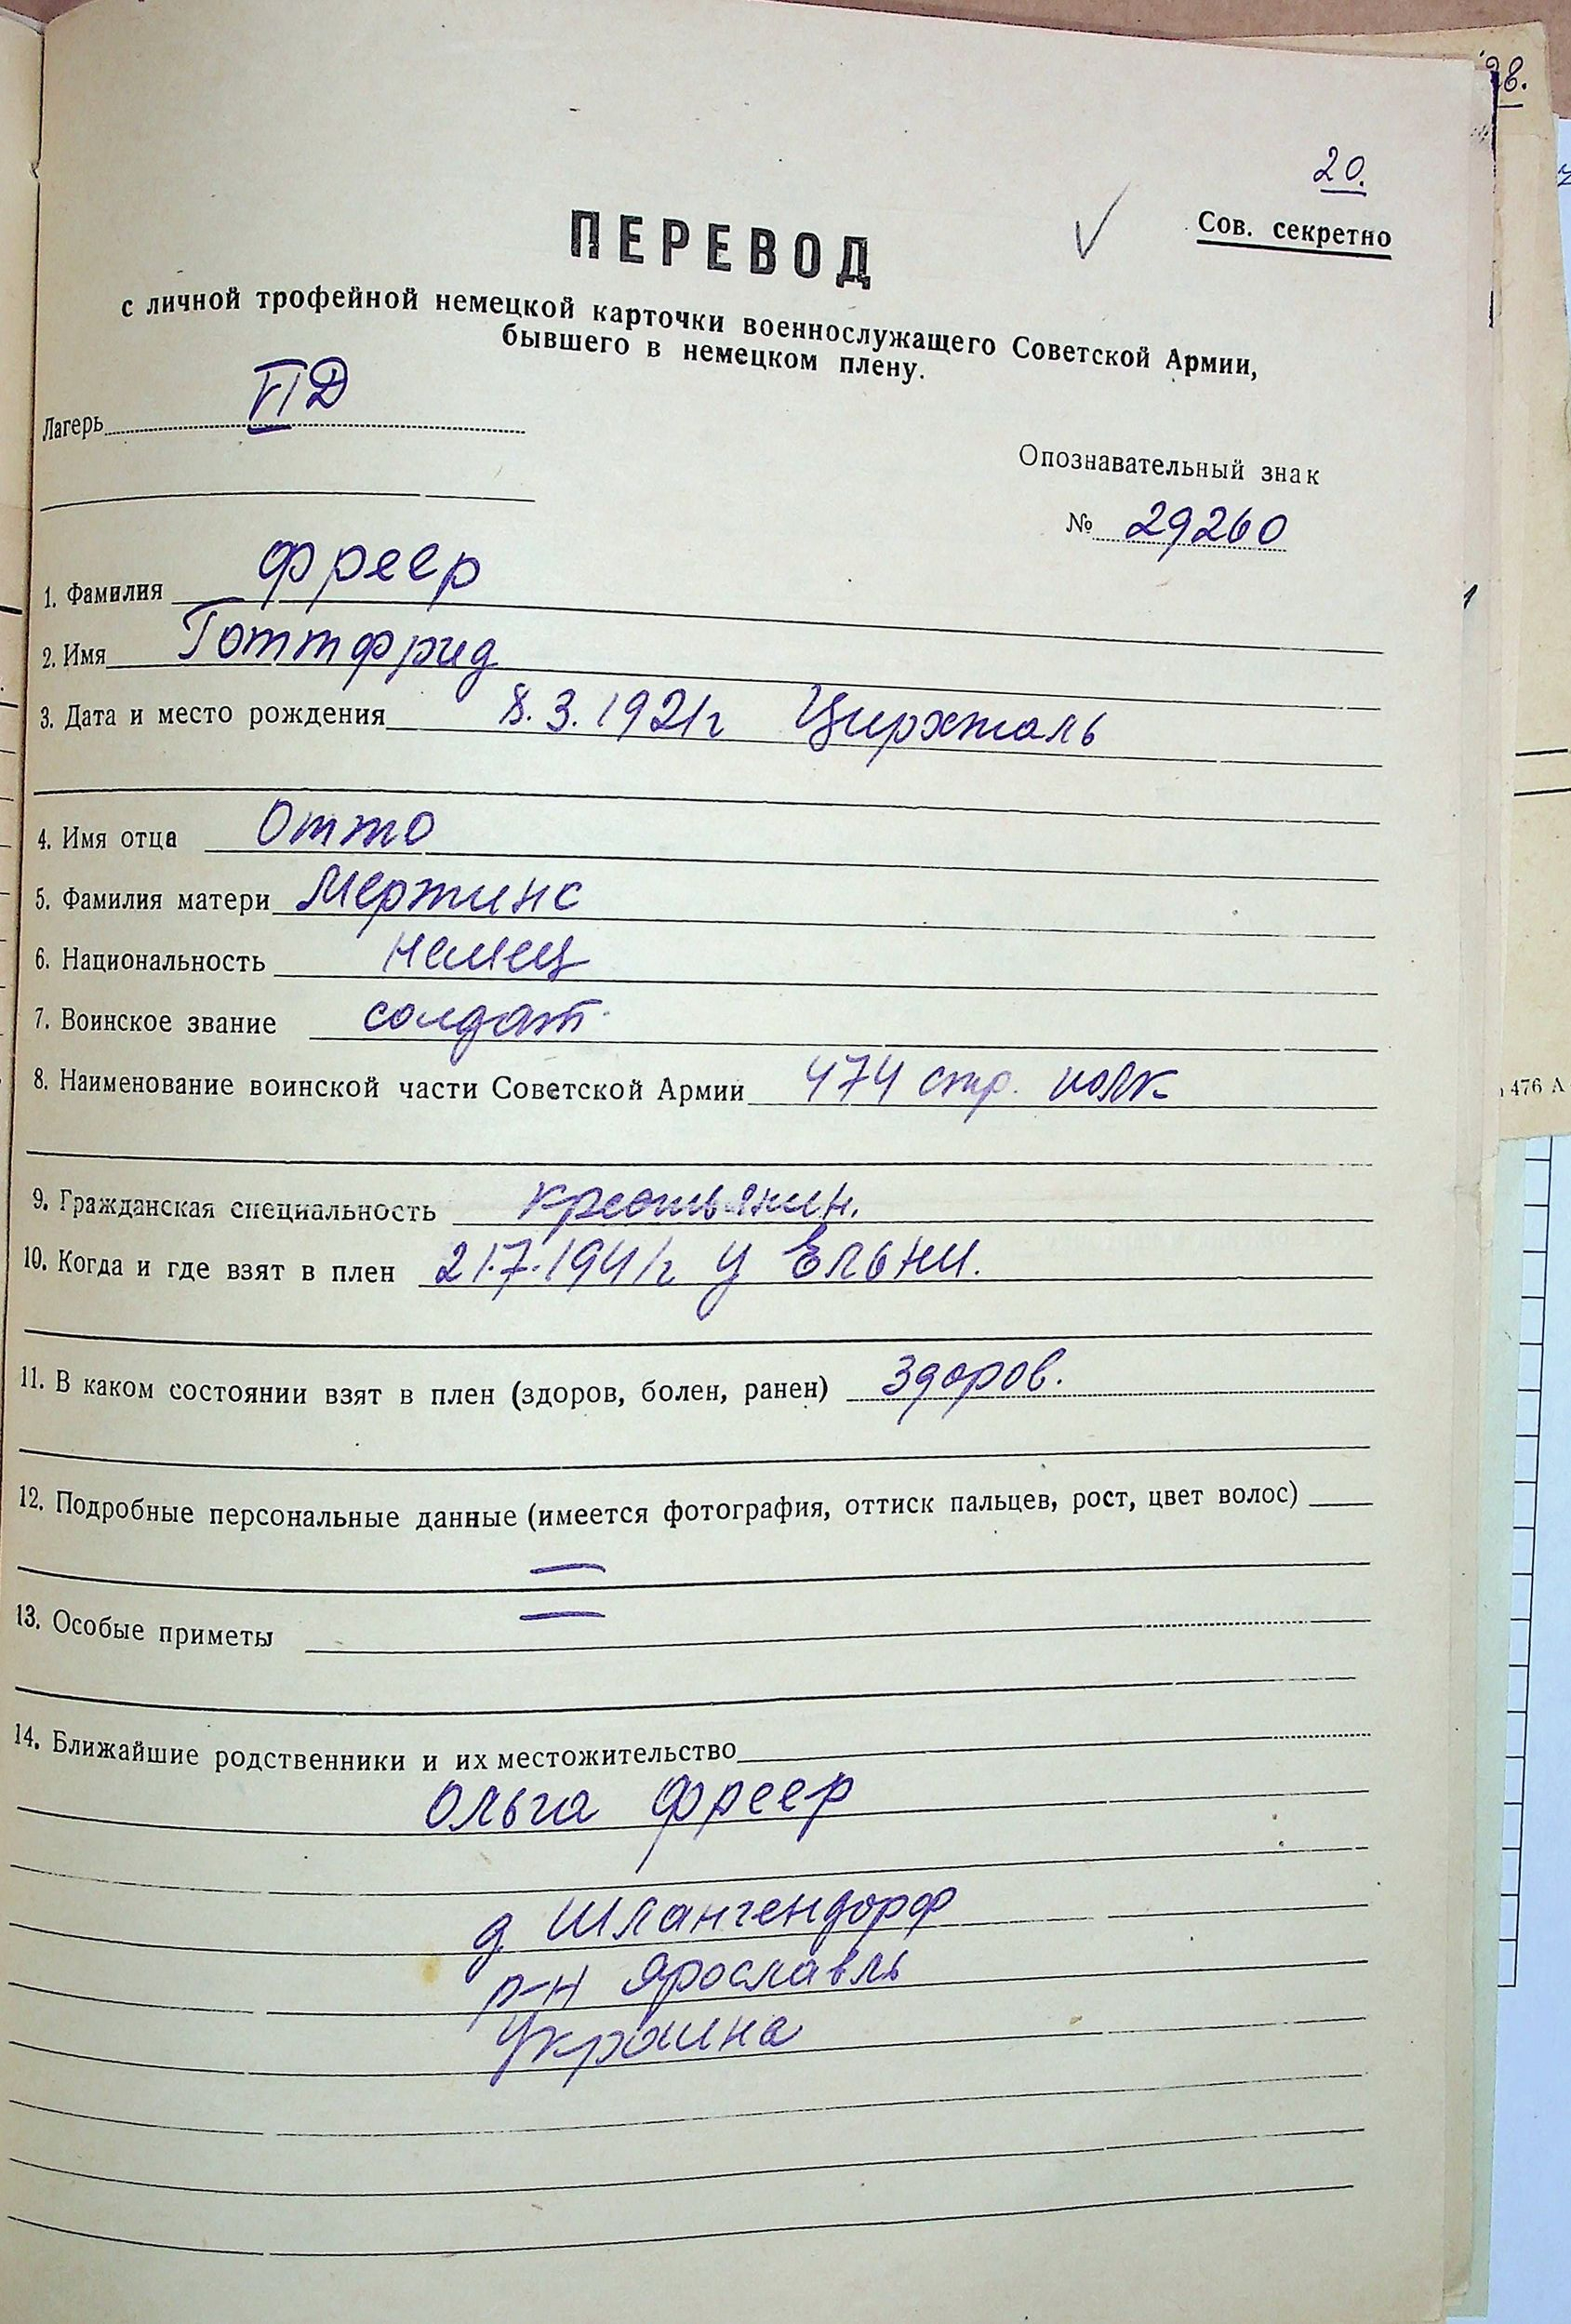 28.
20.
Сов. секретно
ПЕРЕВОД
с личной трофейной немецкой карточки военнослужащего Советской Армии,
бывшего в немецком плену.
Лагерь VIД
Опознавательный знак
№ 29260
1. Фамилия Фреер
2. Имя Готтфрид
3. Дата и место рождения 8.3.1921г Цирхталь
4. Имя отца Отто
5. Фамилия матери Мертинс
6. Национальность немец
7. Воинское звание солдат
8. Наименование воинской части Советской Армии 474 стр. полк
9. Гражданская специальность крестьянин.
10. Когда и где взят в плен 21.7.1941г у Ельни.
11. В каком состоянии взят в плен (здоров, болен, ранен) здоров.
12. Подробные персональные данные (имеется фотография, оттиск пальцев, рост, цвет волос)
—
13. Особые приметы —
14. Ближайшие родственники и их местожительство
Ольга Фреер
д Шлангендорф
р-н Ярославль
Украина
476 А